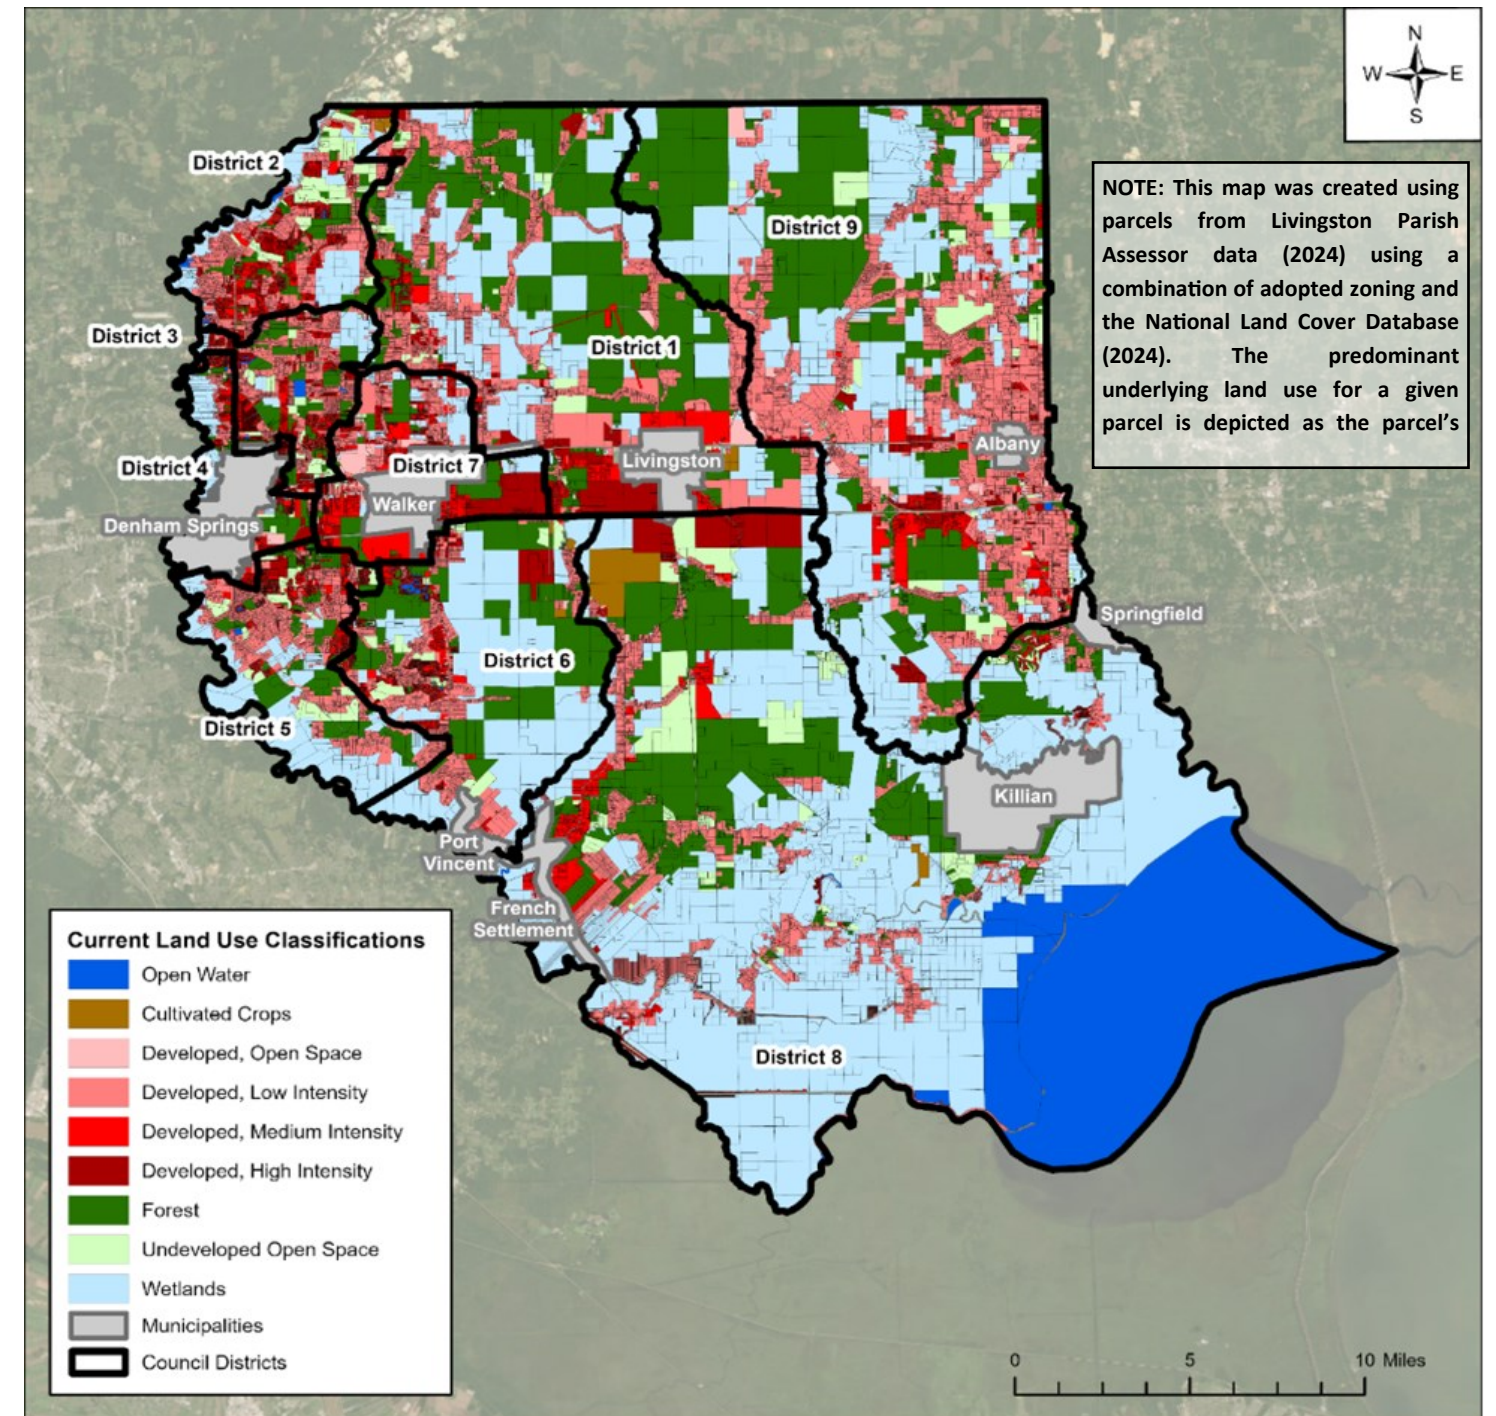 N
W E
S
NOTE: This map was created using
parcels from Livingston Parish
Assessor data (2024) using a
combination of adopted zoning and
the National Land Cover Database
(2024). The predominant
underlying land use for a given
parcel is depicted as the parcel's
District 2
District 9
District 3
District 1
Albany
District 4
District 7
Livingston
Walker
Denham Springs
Springfield
District 6
District 5
Killian
Port
Vincent
French
Settlement
District 8
Current Land Use Classifications
Open Water
Cultivated Crops
Developed, Open Space
Developed, Low Intensity
Developed, Medium Intensity
Developed, High Intensity
Forest
Undeveloped Open Space
Wetlands
Municipalities
Council Districts
0 5 10 Miles